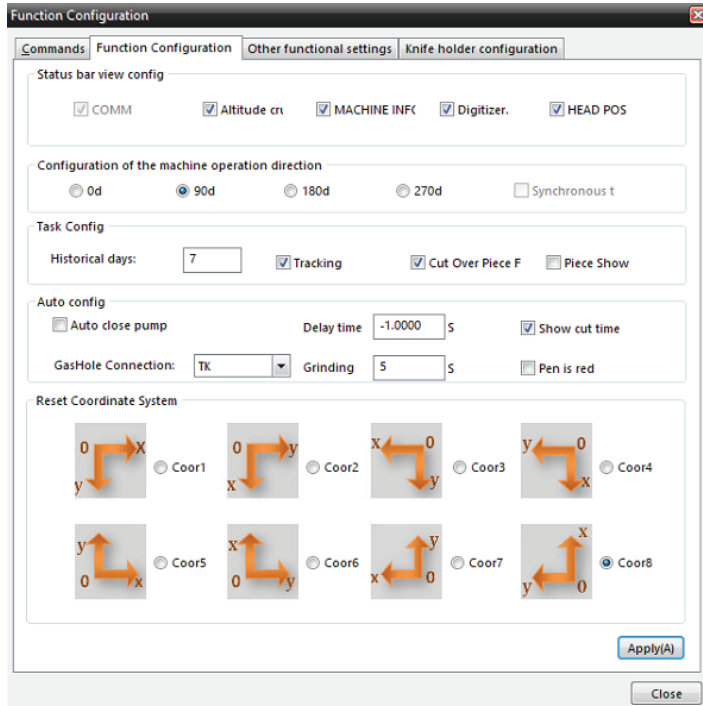 Function Configuration
Commands Function Configuration Other functional settings Knife holder configuration
Status bar view config
COMM Altitude cru MACHINE INFO Digitizer. HEAD POS
Configuration of the machine operation direction
0d 90d 180d 270d Synchronous t
Task Config
Historical days: 7 Tracking Cut Over Piece F Piece Show
Auto config
Auto close pump Delay time -1.0000 S Show cut time
GasHole Connection: TK Grinding 5 S Pen is red
Reset Coordinate System
0 X y Coor1 0 y x Coor2 x 0 y Coor3 y 0 x Coor4
y 0 x Coor5 x 0 y Coor6 y x 0 Coor7 x y 0 Coor8
Apply(A)
Close